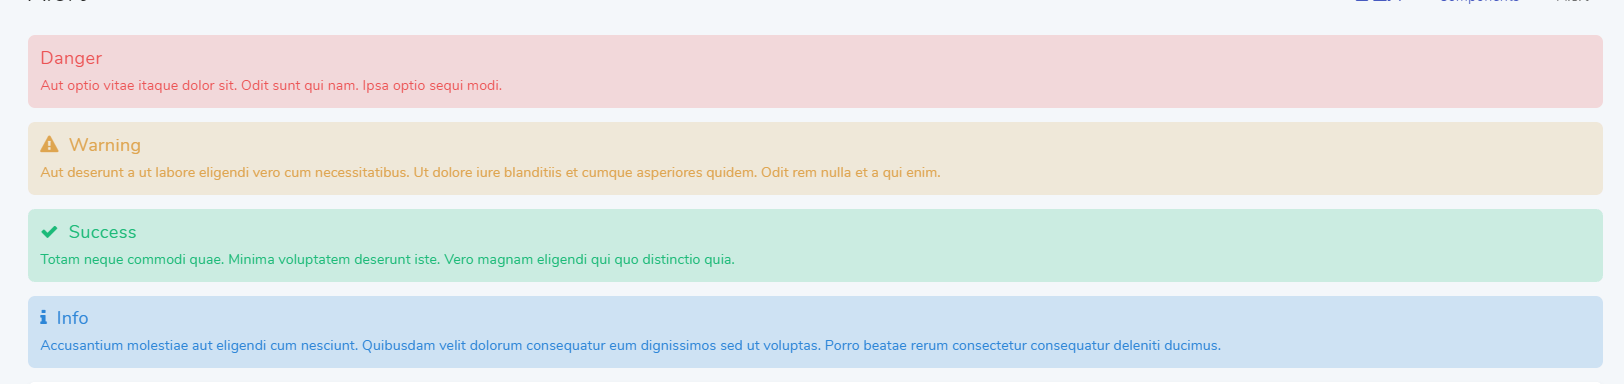 Danger
Aut optio vitae itaque dolor sit. Odit sunt qui nam. Ipsa optio sequi modi.
Warning
Aut deserunt a ut labore eligendi vero cum necessitatibus. Ut dolore iure blanditiis et cumque asperiores quidem. Odit rem nulla et a qui enim.
Success
Totam neque commodi quae. Minima voluptatem deserunt iste. Vero magnam eligendi qui quo distinctio quia.
Info
Accusantium molestiae aut eligendi cum nesciunt. Quibusdam velit dolorum consequatur eum dignissimos sed ut voluptas. Porro beatae rerum consectetur consequatur deleniti ducimus.